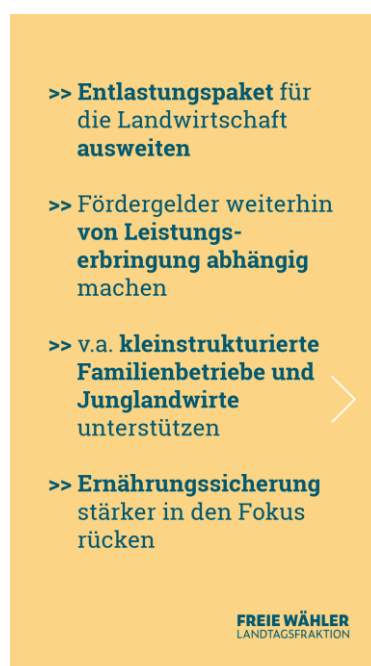 >> Entlastungspaket für
die Landwirtschaft
ausweiten
>> Fördergelder weiterhin
von Leistungs-
erbringung abhängig
machen
>> v.a. kleinstrukturierte
Familienbetriebe und
Junglandwirte
unterstützen
>> Ernährungssicherung
stärker in den Fokus
rücken
FREIE WÄHLER
LANDTAGSFRAKTION